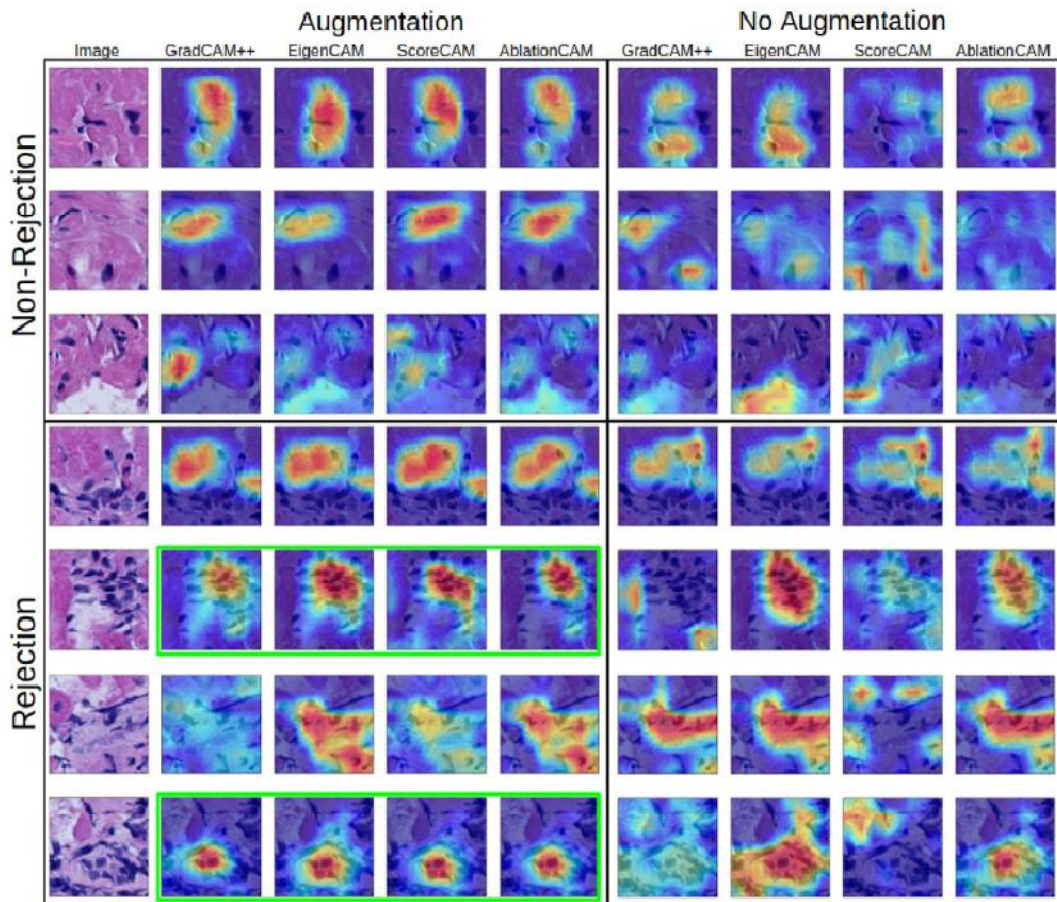 Augmentation No Augmentation
Image GradCAM++ EigenCAM ScoreCAM AblationCAM GradCAM++ EigenCAM ScoreCAM AblationCAM
Non-Rejection
Rejection